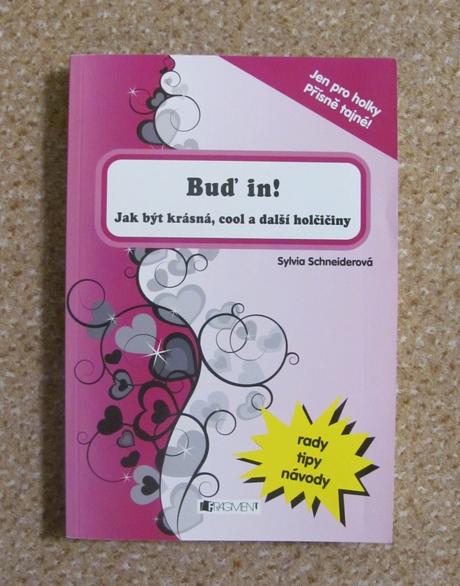 Jen pro holky
Přísně tajné!
Buď in!
Jak být krásná, cool a další holčičiny
Sylvia Schneiderová
rady
tipy
návody
FRAGMENT